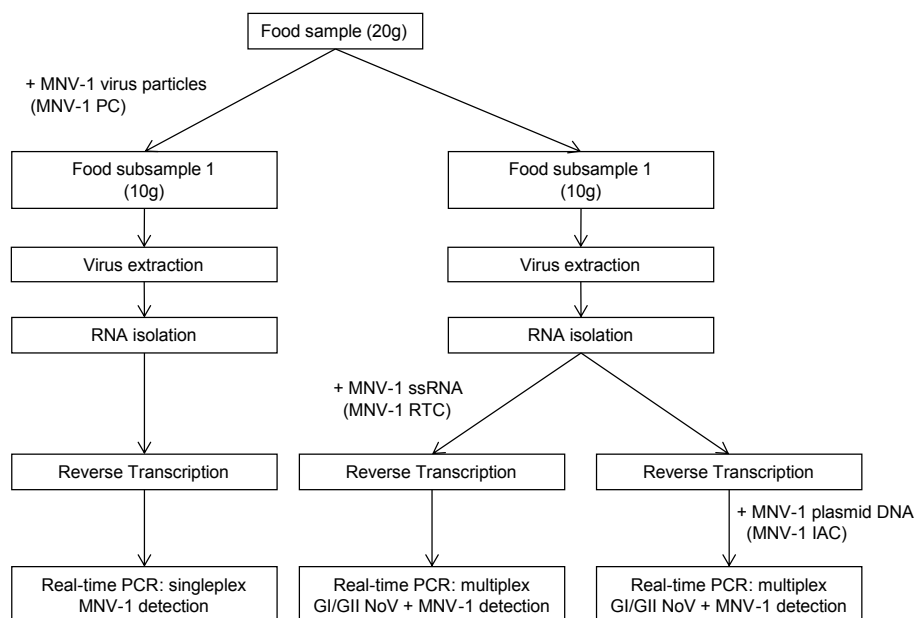 Food sample (20g)
+ MNV-1 virus particles
(MNV-1 PC)
Food subsample 1
(10g)
Food subsample 1
(10g)
Virus extraction
Virus extraction
RNA isolation
RNA isolation
+ MNV-1 ssRNA
(MNV-1 RTC)
Reverse Transcription
Reverse Transcription
Reverse Transcription
+ MNV-1 plasmid DNA
(MNV-1 IAC)
Real-time PCR: singleplex
MNV-1 detection
Real-time PCR: multiplex
GI/GII NoV + MNV-1 detection
Real-time PCR: multiplex
GI/GII NoV + MNV-1 detection